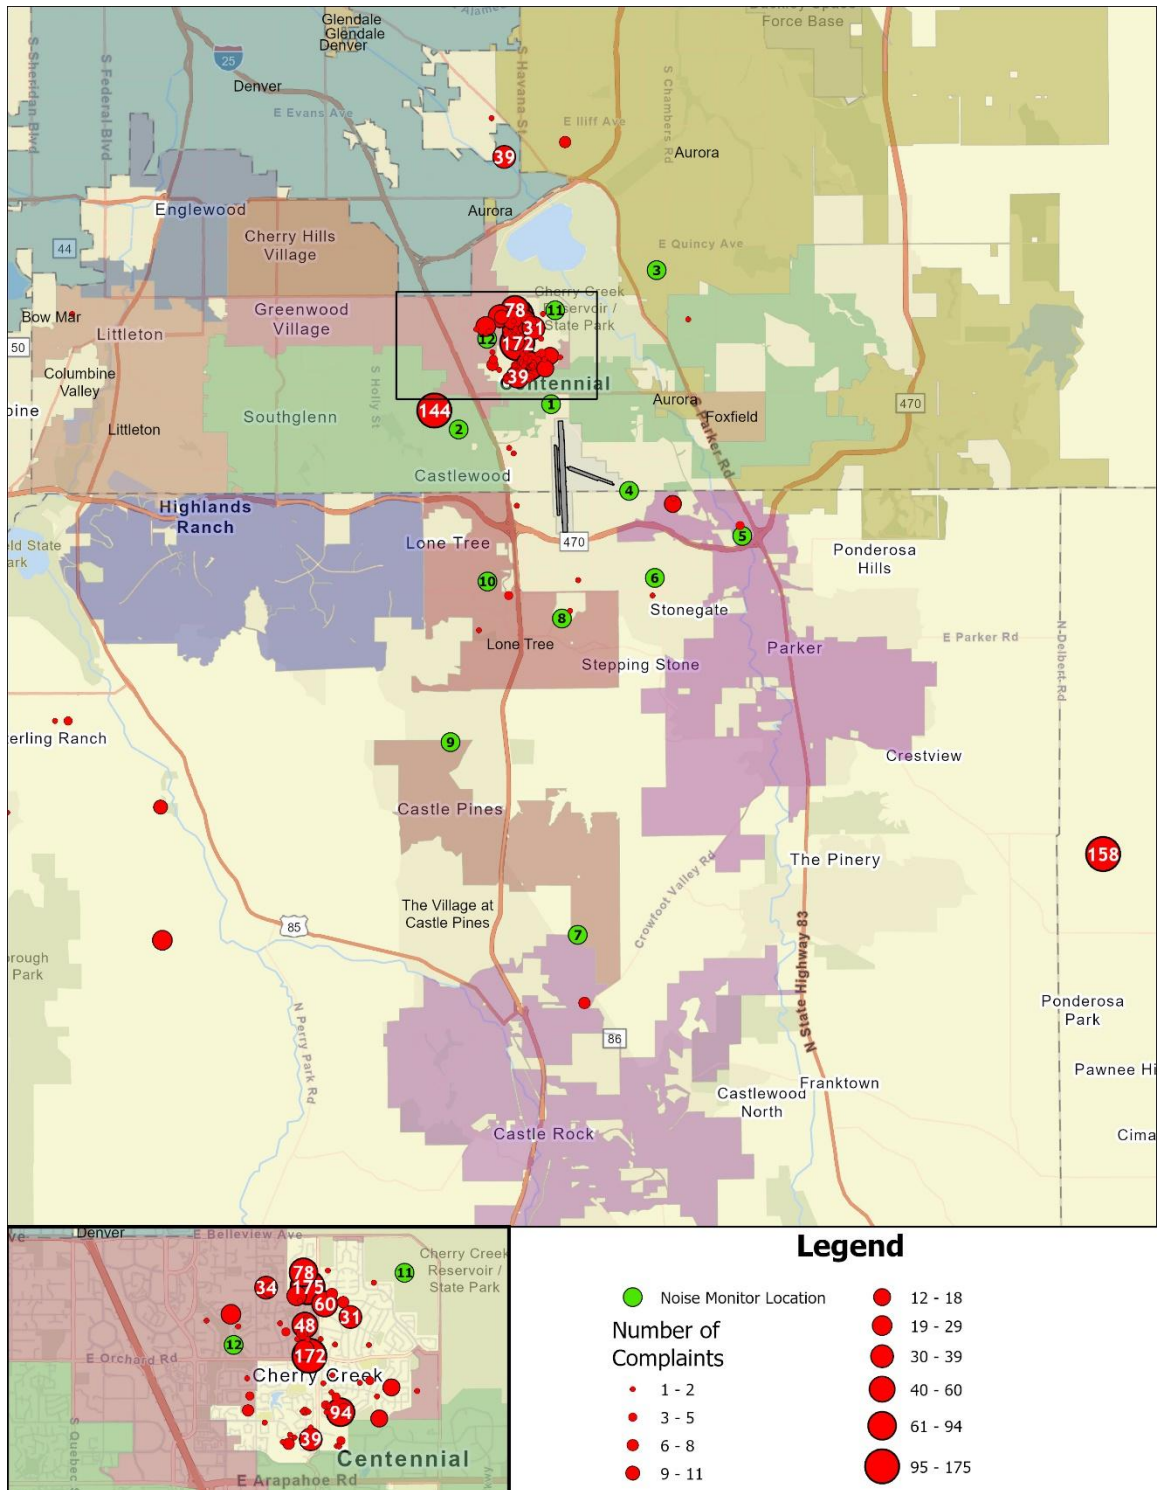 Glendale
Glendale
Denver
Force Base
25
S Sheridan Blvd
S Federal Blvd
Denver
E Evans Ave
S Havana St
S Chambers Rd
E Iliff Ave
39
Aurora
Englewood
Aurora
44
Cherry Hills
Village
E Quincy Ave
3
Cherry Creek
Reservoir /
State Park
Greenwood
Village
78
11
31
12
172
Bow Mar
Littleton
50
Columbine
Valley
S Holly St
39
Centennial
144
1
Aurora
Foxfield
470
Southglenn
Littleton
2
S Parker Rd
Castlewood
4
Highlands
Ranch
Lone Tree
470
5
Ponderosa
Hills
10
6
Stonegate
8
E Parker Rd
N Delbert Rd
Lone Tree
Stepping Stone
Parker
erling Ranch
9
Crestview
Castle Pines
158
The Pinery
Crowfoot Valley Rd
The Village at
Castle Pines
85
7
N State Highway 83
orough
Park
N Perry Park Rd
86
Ponderosa
Park
Pawnee Hi
Castlewood
North
Franktown
Castle Rock
Cima
Denver
E Belleview Ave
Cherry Creek
Reservoir /
State Park
78
11
34
175
60
31
48
12
E Orchard Rd
172
Cherry Creek
94
S Quebec S
39
Centennial
E Arapahoe Rd
kwy
Legend
Noise Monitor Location
Number of
Complaints
1 - 2
3 - 5
6 - 8
9 - 11
12 - 18
19 - 29
30 - 39
40 - 60
61 - 94
95 - 175